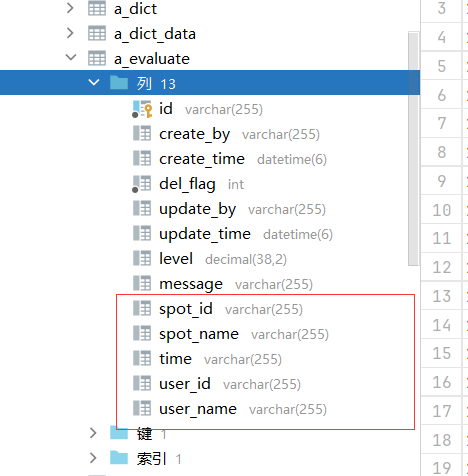 a_dict
a_dict_data
a_evaluate
列 13
id varchar(255)
create_by varchar(255)
create_time datetime(6)
del_flag int
update_by varchar(255)
update_time datetime(6)
level decimal(38,2)
message varchar(255)
spot_id varchar(255)
spot_name varchar(255)
time varchar(255)
user_id varchar(255)
user_name varchar(255)
键 1
索引 1
3
4
5
6
7
8
9
10
11
12
13
14
15
16
17
18
19